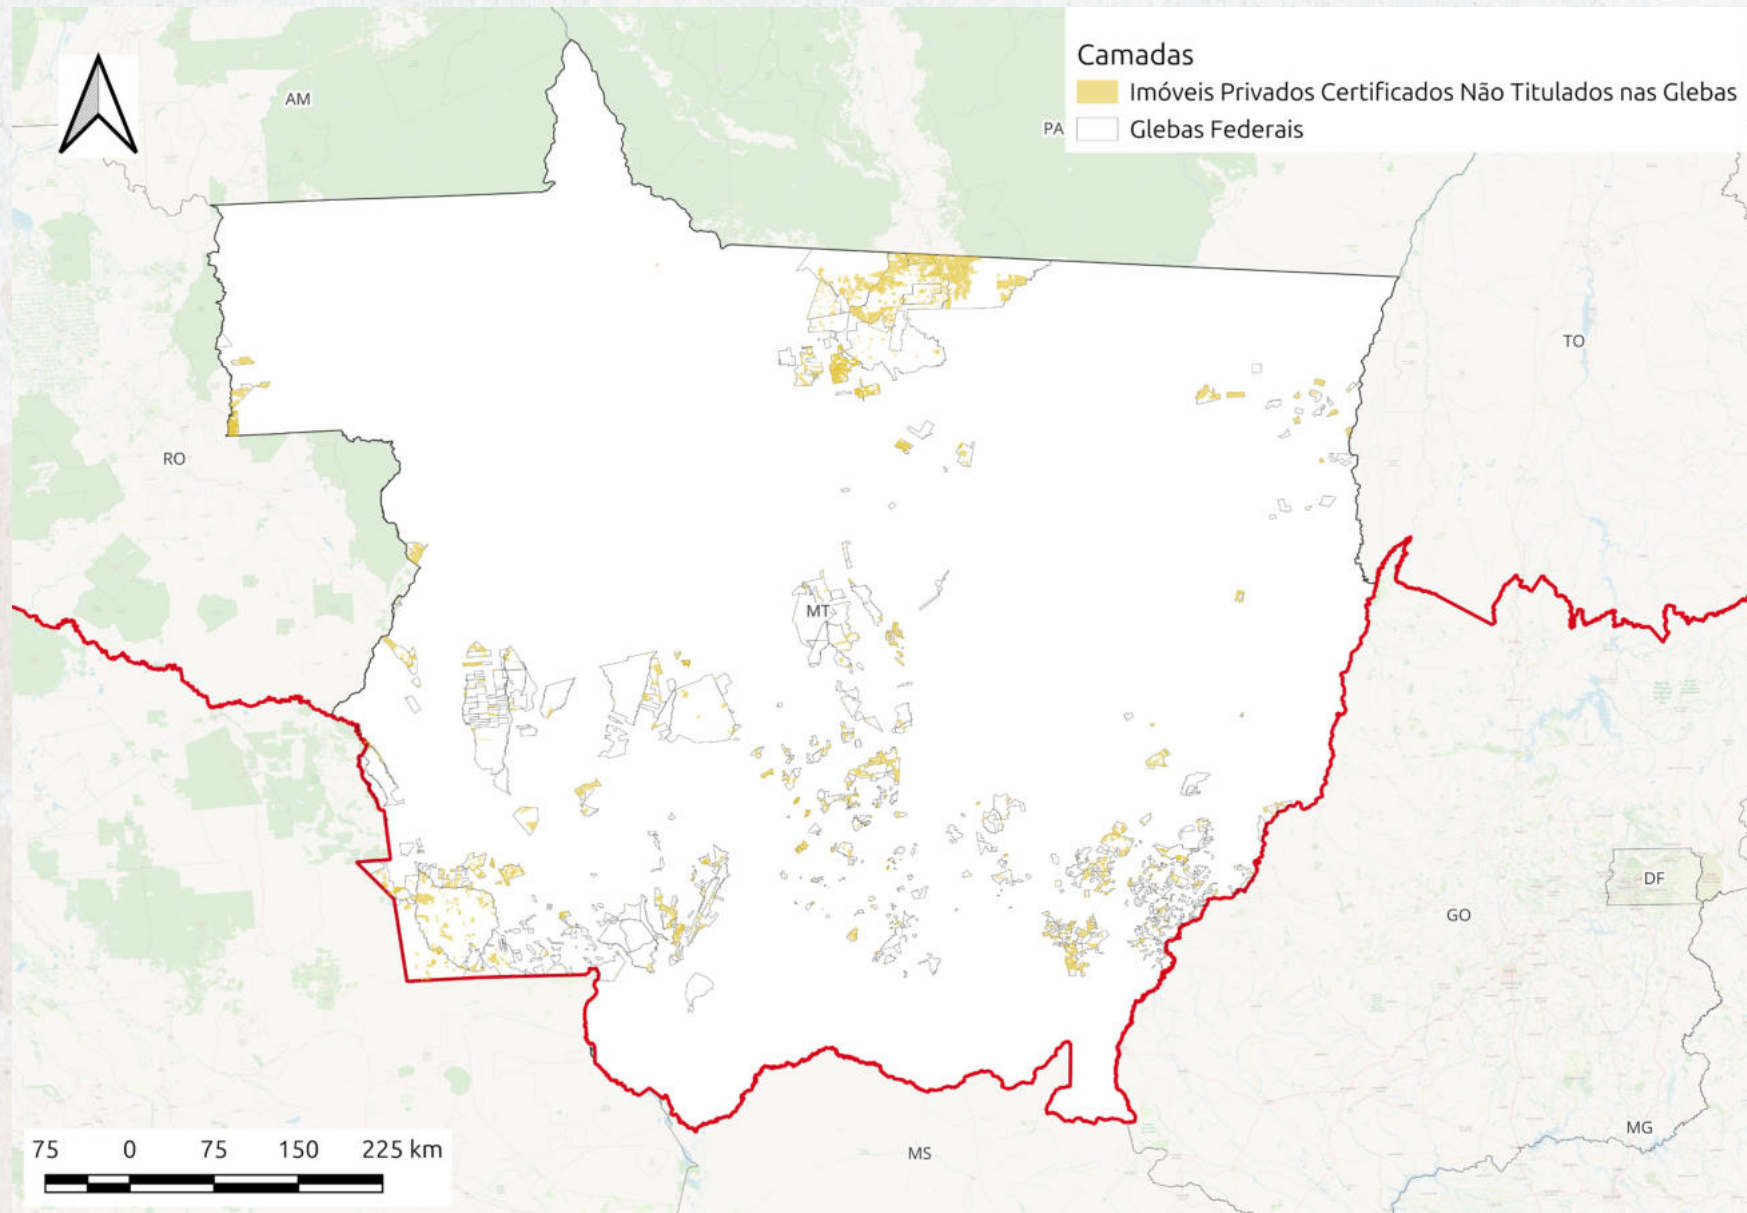 Camadas
Imóveis Privados Certificados Não Titulados nas Glebas
Glebas Federais
AM
PA
TO
RO
MT
DF
GO
MG
MS
75 0 75 150 225 km